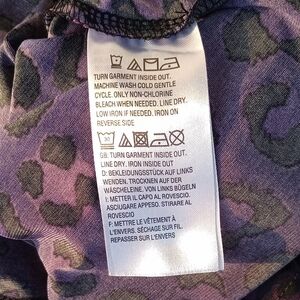 TURN GARMENT INSIDE OUT.
MACHINE WASH COLD GENTLE
CYCLE. ONLY NON-CHLORINE
BLEACH WHEN NEEDED. LINE DRY.
LOW IRON IF NEEDED. IRON ON
REVERSE SIDE
30
GB: TURN GARMENT INSIDE OUT.
LINE DRY. IRON INSIDE OUT
D: BEKLEIDUNGSSTÜCK AUF LINKS
WENDEN. TROCKNEN AUF DER
WÄSCHELEINE. VON LINKS BÜGELN
I: METTER IL CAPO AL ROVESCIO.
ASCIUGARE APPESO. STIRARE AL
ROVESCIO
F: METTRE LE VÊTEMENT À
L'ENVERS. SÉCHAGE SUR FIL.
REPASSER SUR L'ENVERS